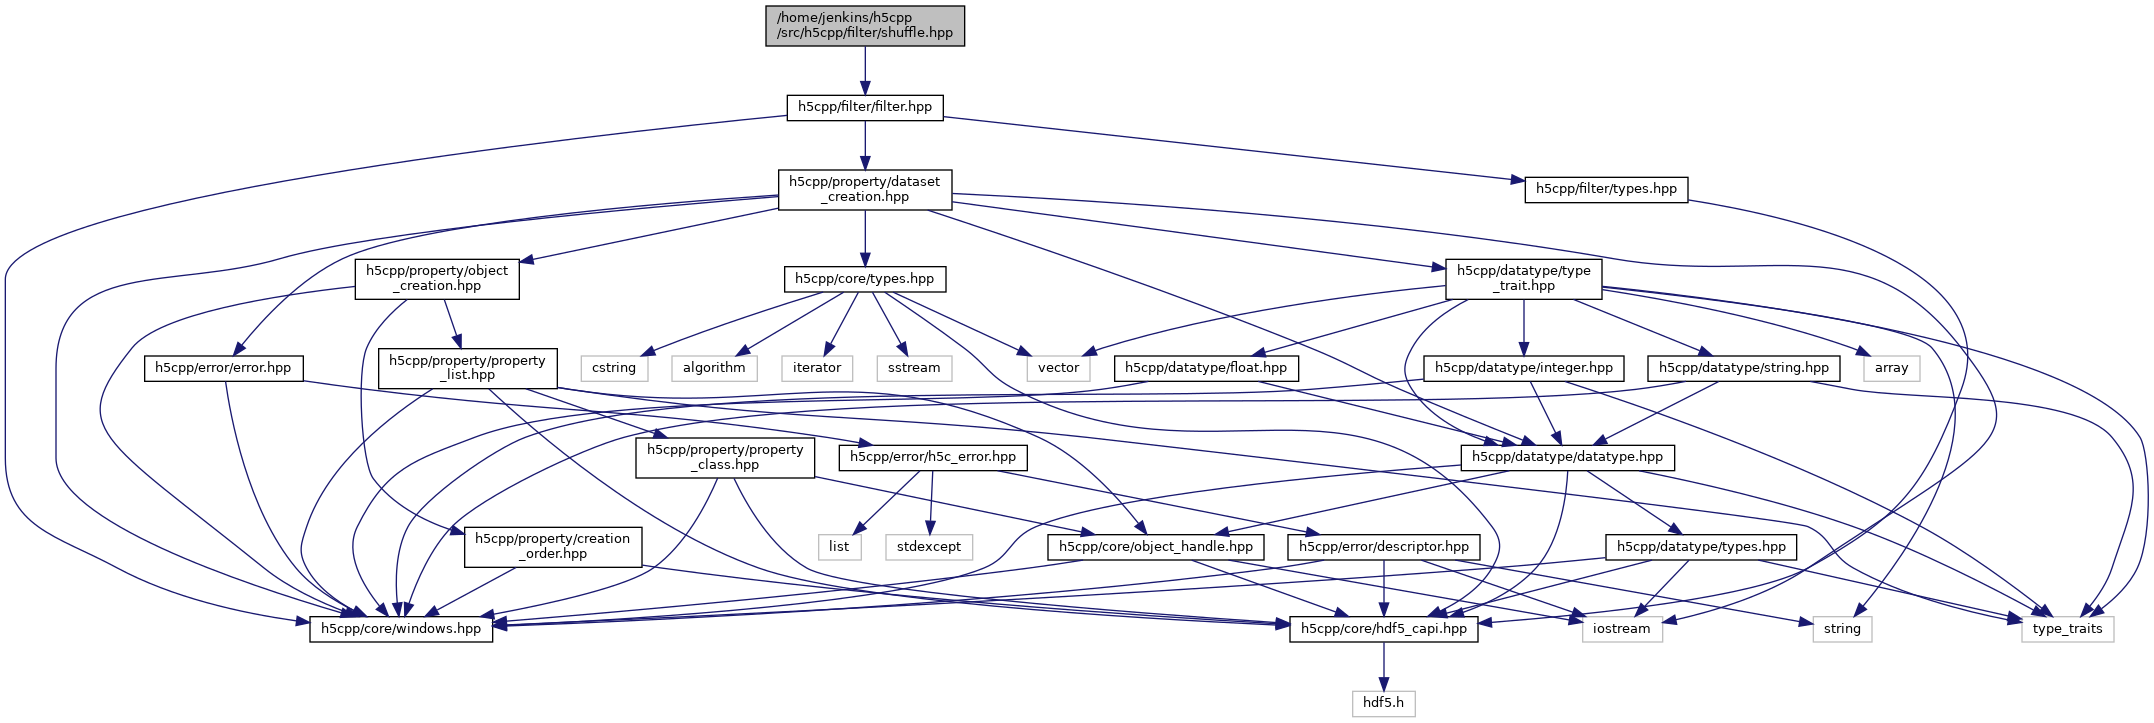 /home/jenkins/h5cpp
/src/h5cpp/filter/shuffle.hpp
h5cpp/filter/filter.hpp
h5cpp/property/dataset
_creation.hpp
h5cpp/filter/types.hpp
h5cpp/property/object
_creation.hpp
h5cpp/core/types.hpp
h5cpp/datatype/type
_trait.hpp
h5cpp/error/error.hpp
h5cpp/property/property
_list.hpp
cstring
algorithm
iterator
sstream
vector
h5cpp/datatype/float.hpp
h5cpp/datatype/integer.hpp
h5cpp/datatype/string.hpp
array
h5cpp/property/property
_class.hpp
h5cpp/error/h5c_error.hpp
h5cpp/datatype/datatype.hpp
h5cpp/property/creation
_order.hpp
list
stdexcept
h5cpp/core/object_handle.hpp
h5cpp/error/descriptor.hpp
h5cpp/datatype/types.hpp
h5cpp/core/windows.hpp
h5cpp/core/hdf5_capi.hpp
iostream
string
type_traits
hdf5.h